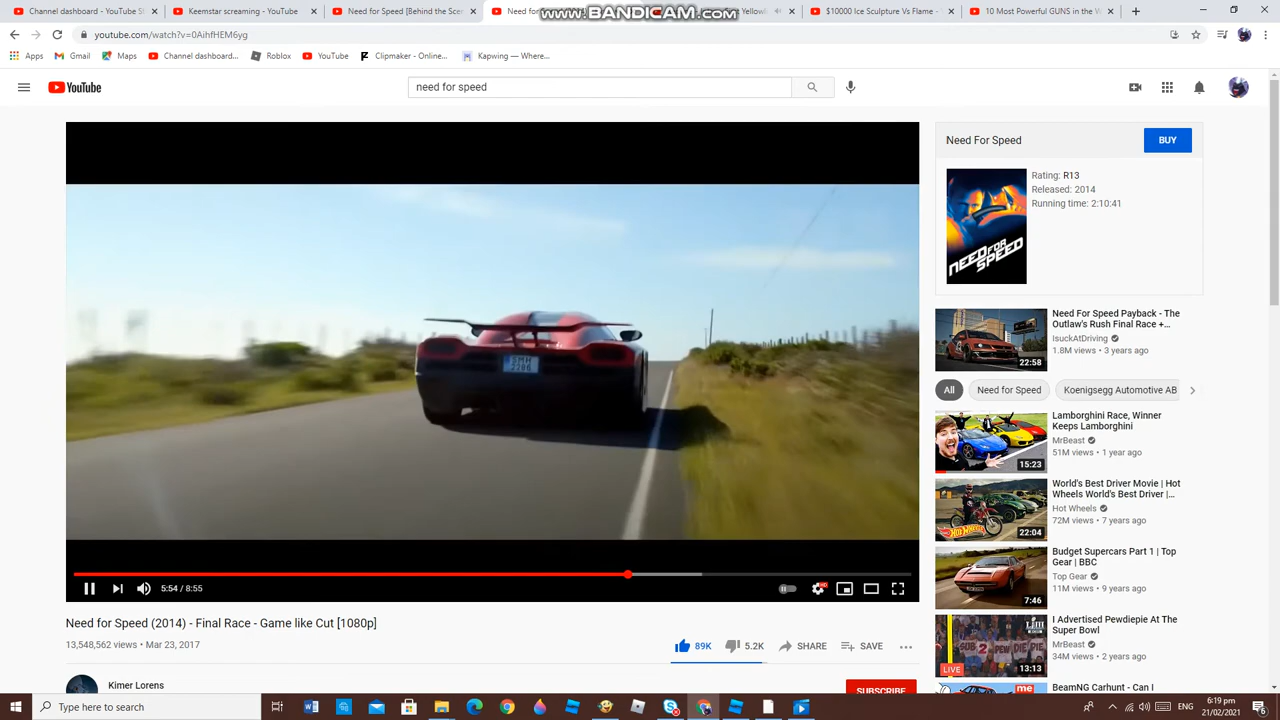 Channel dashboard - YouTube S
Keemstar screaming - YouTube
Need for Speed [Behind the Sc
Need for
www.BANDICAM.com
Yellow
$10000 Ice Sculpture Vs Flame -
10 Most Powerful GUNS in the
youtube.com/watch?v=0AihfHEM6yg
Apps
Gmail
Maps
Channel dashboard...
Roblox
YouTube
Clipmaker - Online...
Kapwing — Where...
YouTube
need for speed
Need For Speed
BUY
NEED FOR SPEED
Rating: R13
Released: 2014
Running time: 2:10:41
Need For Speed Payback - The
Outlaw's Rush Final Race +...
IsuckAtDriving
1.8M views • 3 years ago
22:58
All
Need for Speed
Koenigsegg Automotive AB
Lamborghini Race, Winner
Keeps Lamborghini
MrBeast
51M views • 1 year ago
15:23
World's Best Driver Movie | Hot
Wheels World's Best Driver |...
Hot Wheels
72M views • 7 years ago
HOT WHEELS
22:04
Budget Supercars Part 1 | Top
Gear | BBC
Top Gear
11M views • 9 years ago
7:46
I Advertised Pewdiepie At The
Super Bowl
MrBeast
34M views • 2 years ago
SUB 2 PEW DIE PIE
LIVE
13:13
BeamNG Carhunt - Can I
me
5:54 / 8:55
HD
Need for Speed (2014) - Final Race - Game like Cut [1080p]
13,548,562 views • Mar 23, 2017
89K
5.2K
SHARE
SAVE
Kimer Lorens
SUBSCRIBE
Type here to search
ENG
6:19 pm
21/02/2021